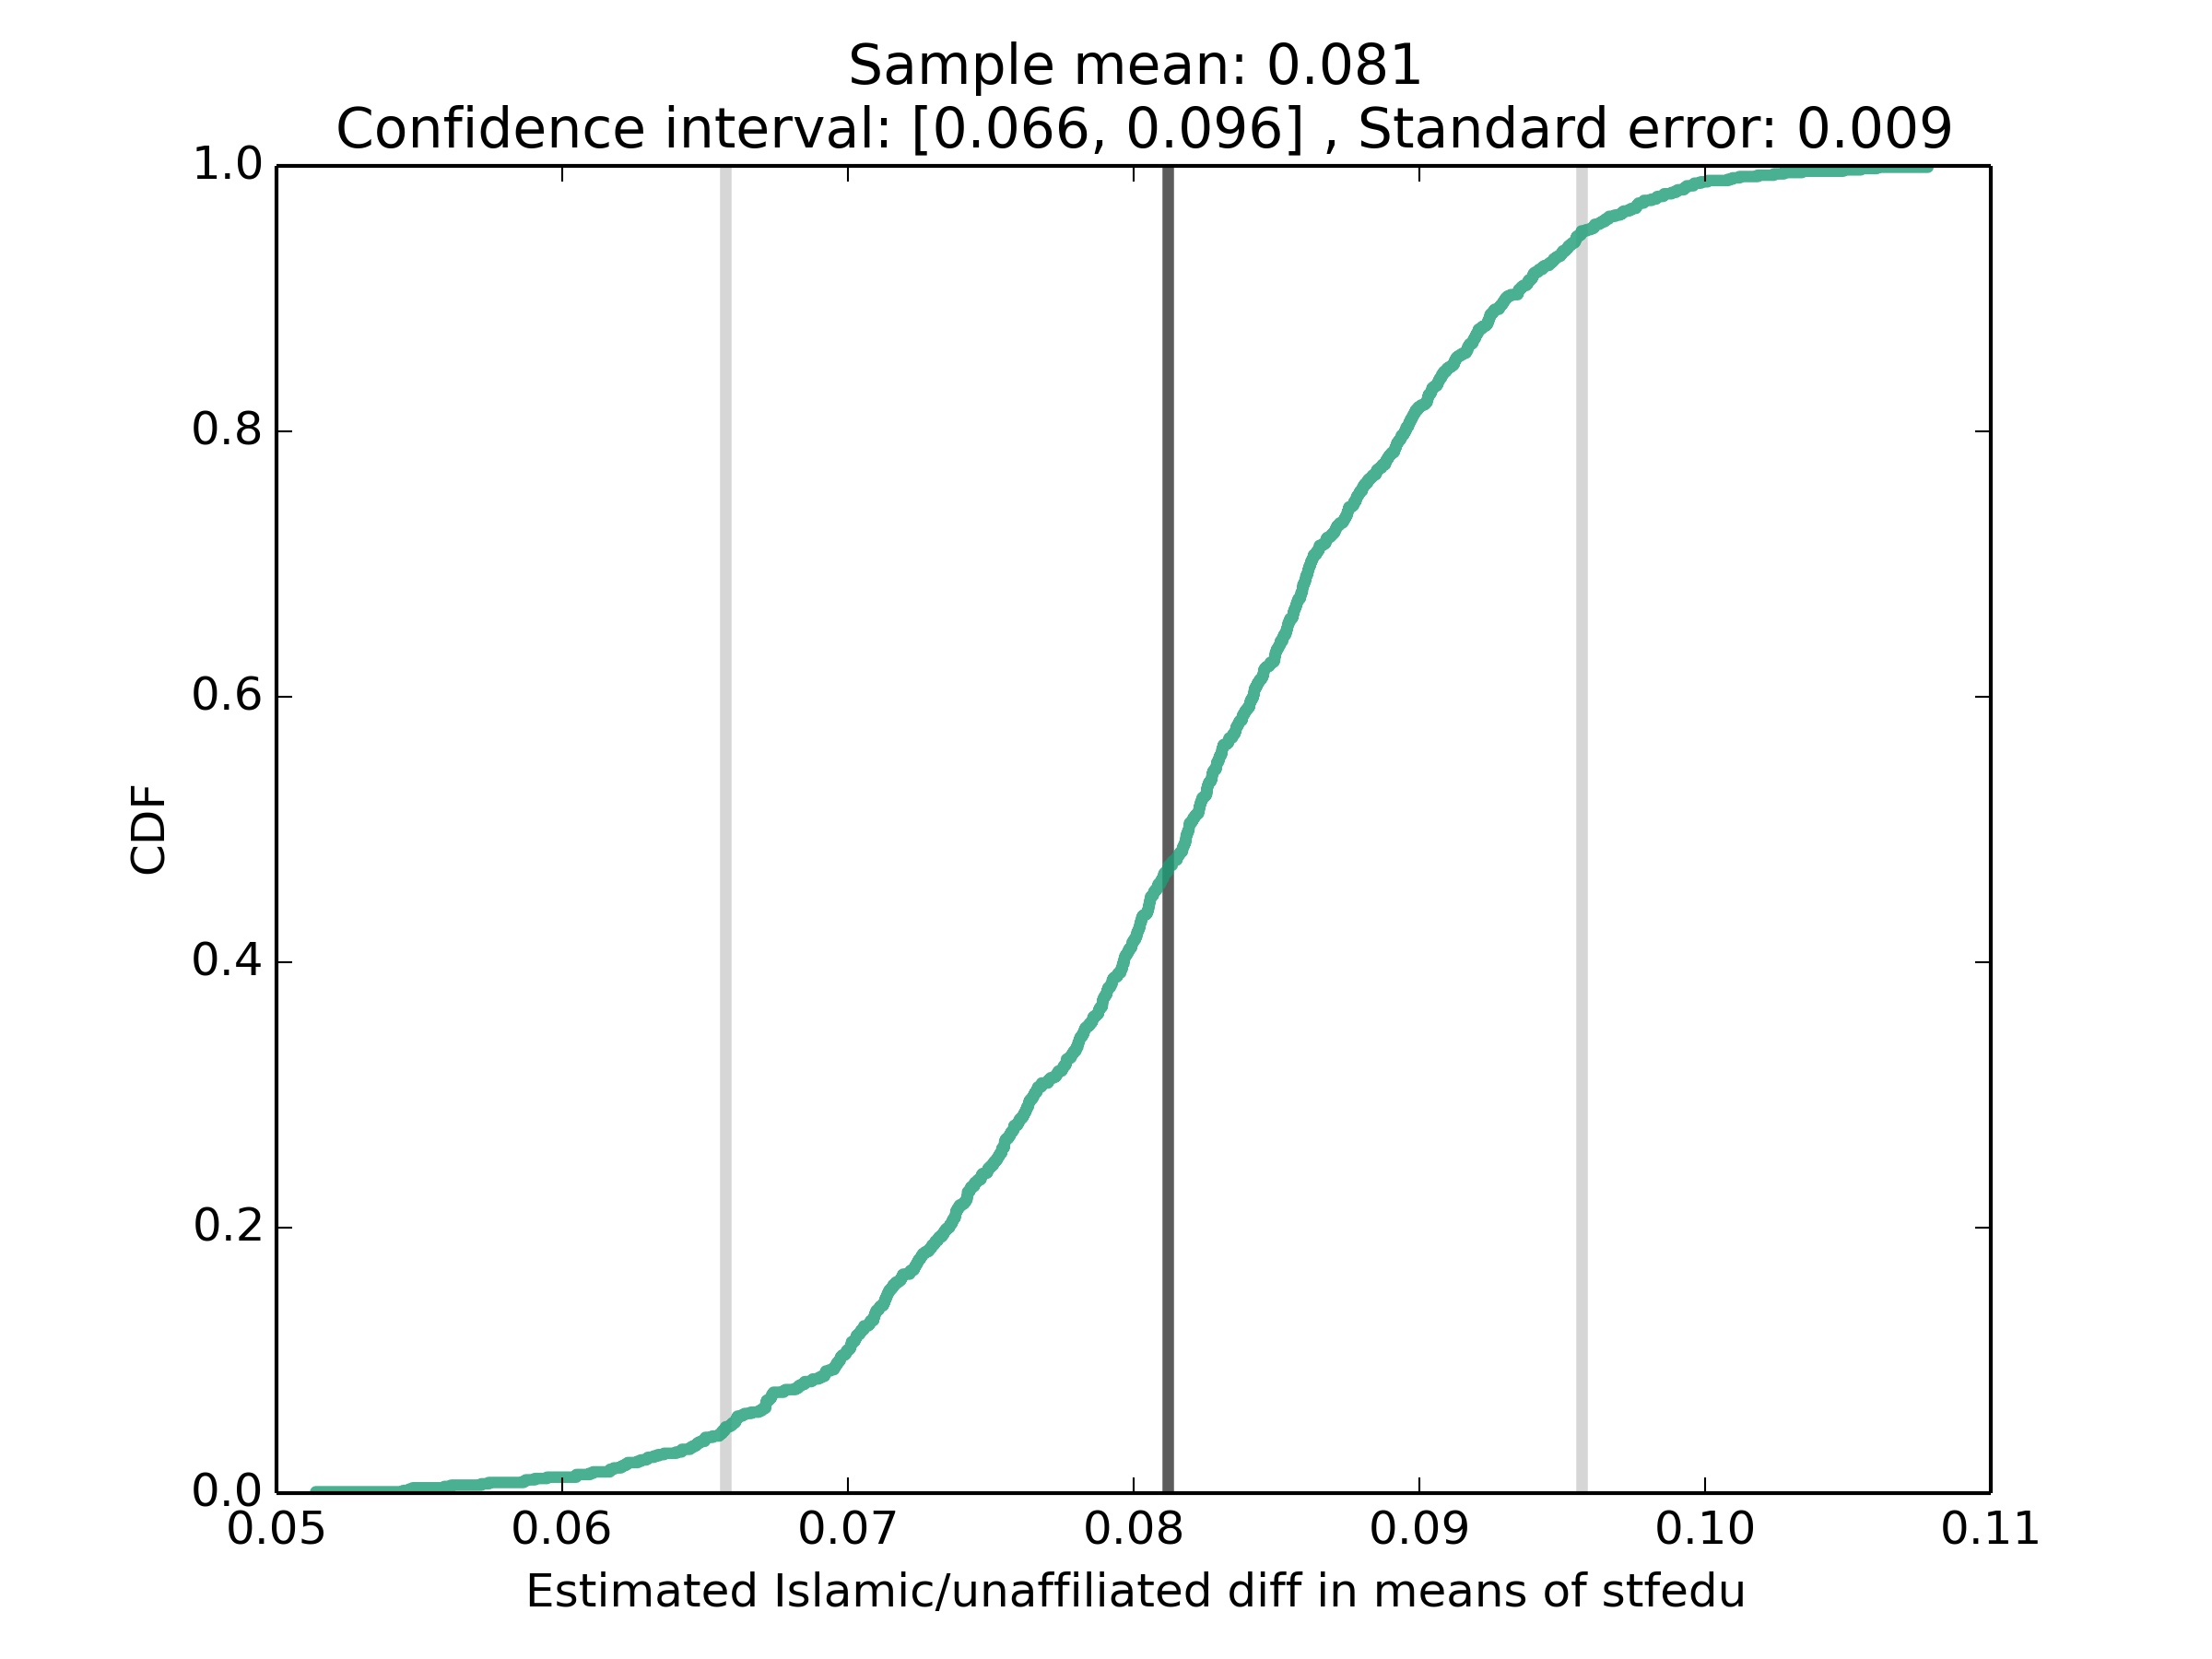 Sample mean: 0.081
Confidence interval: [0.066, 0.096] , Standard error: 0.009
1.0
0.8
0.6
0.4
0.2
0.0
CDF
0.05 0.06 0.07 0.08 0.09 0.10 0.11
Estimated Islamic/unaffiliated diff in means of stfedu